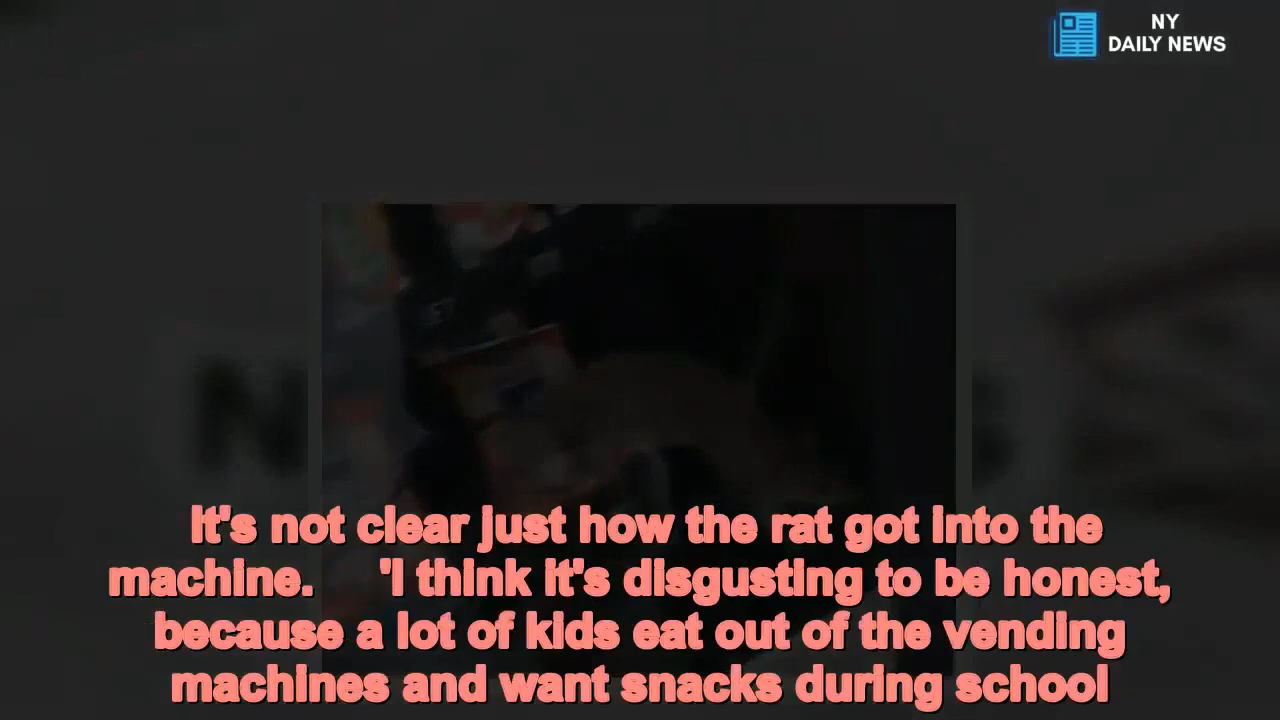 NY
DAILY NEWS
It's not clear just how the rat got into the
machine. 'I think it's disgusting to be honest,
because a lot of kids eat out of the vending
machines and want snacks during school